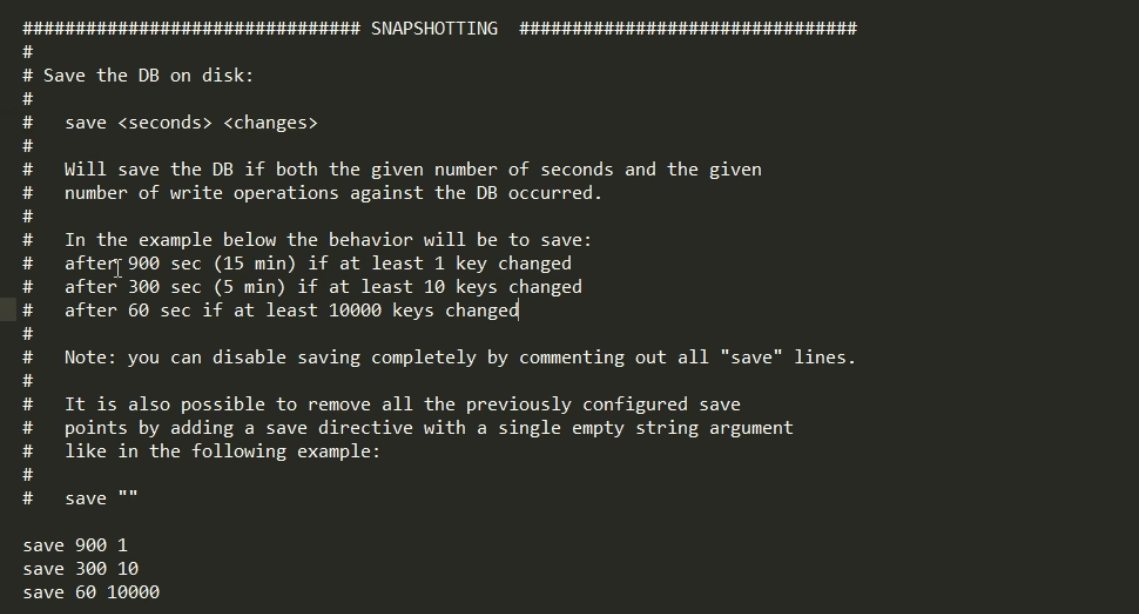 ################################ SNAPSHOTTING  ################################
#
# Save the DB on disk:
#
#   save <seconds> <changes>
#
#   Will save the DB if both the given number of seconds and the given
#   number of write operations against the DB occurred.
#
#   In the example below the behavior will be to save:
#   after 900 sec (15 min) if at least 1 key changed
#   after 300 sec (5 min) if at least 10 keys changed
#   after 60 sec if at least 10000 keys changed
#
#   Note: you can disable saving completely by commenting out all "save" lines.
#
#   It is also possible to remove all the previously configured save
#   points by adding a save directive with a single empty string argument
#   like in the following example:
#
#   save ""

save 900 1
save 300 10
save 60 10000